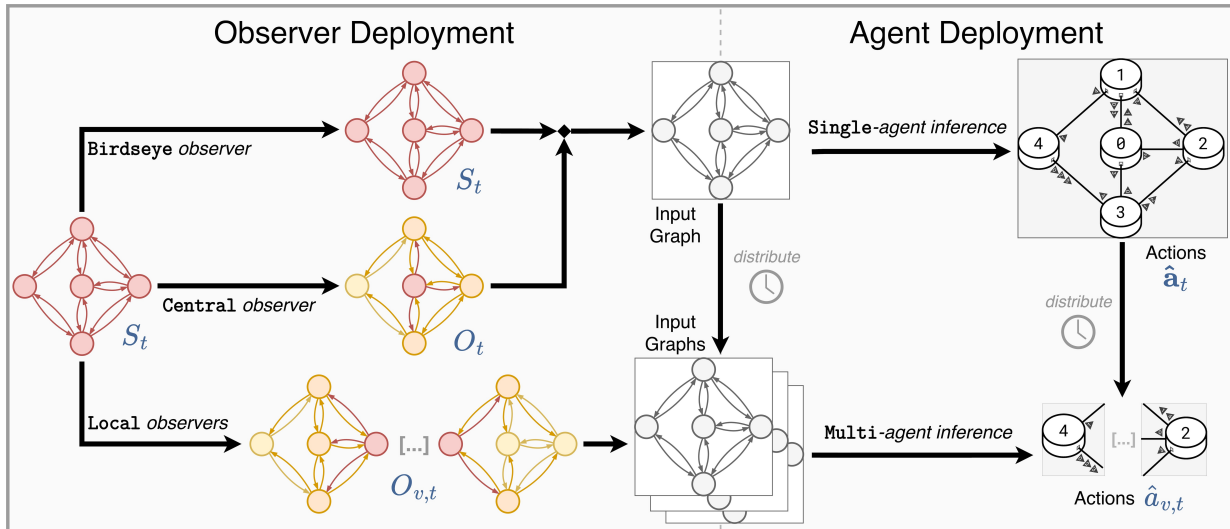 Observer Deployment
Agent Deployment
Birdseye observer
S_t
Input
Graph
Single-agent inference
1
4
0
2
3
Actions
â_t
distribute
distribute
S_t
Central observer
O_t
Input
Graphs
Local observers
[...]
O_{v,t}
Multi-agent inference
4
[...]
2
Actions â_{v,t}